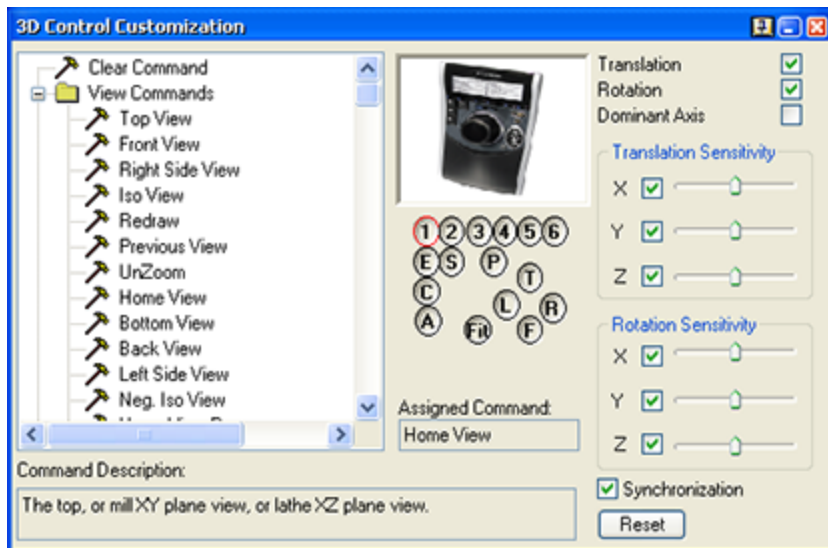 3D Control Customization
Clear Command
View Commands
Top View
Front View
Right Side View
Iso View
Redraw
Previous View
UnZoom
Home View
Bottom View
Back View
Left Side View
Neg. Iso View
1 2 3 4 5 6
E S P
T
C
L R
A Fit F
Assigned Command:
Home View
Command Description:
The top, or mill XY plane view, or lathe XZ plane view.
Translation
Rotation
Dominant Axis
Translation Sensitivity
X
Y
Z
Rotation Sensitivity
X
Y
Z
Synchronization
Reset